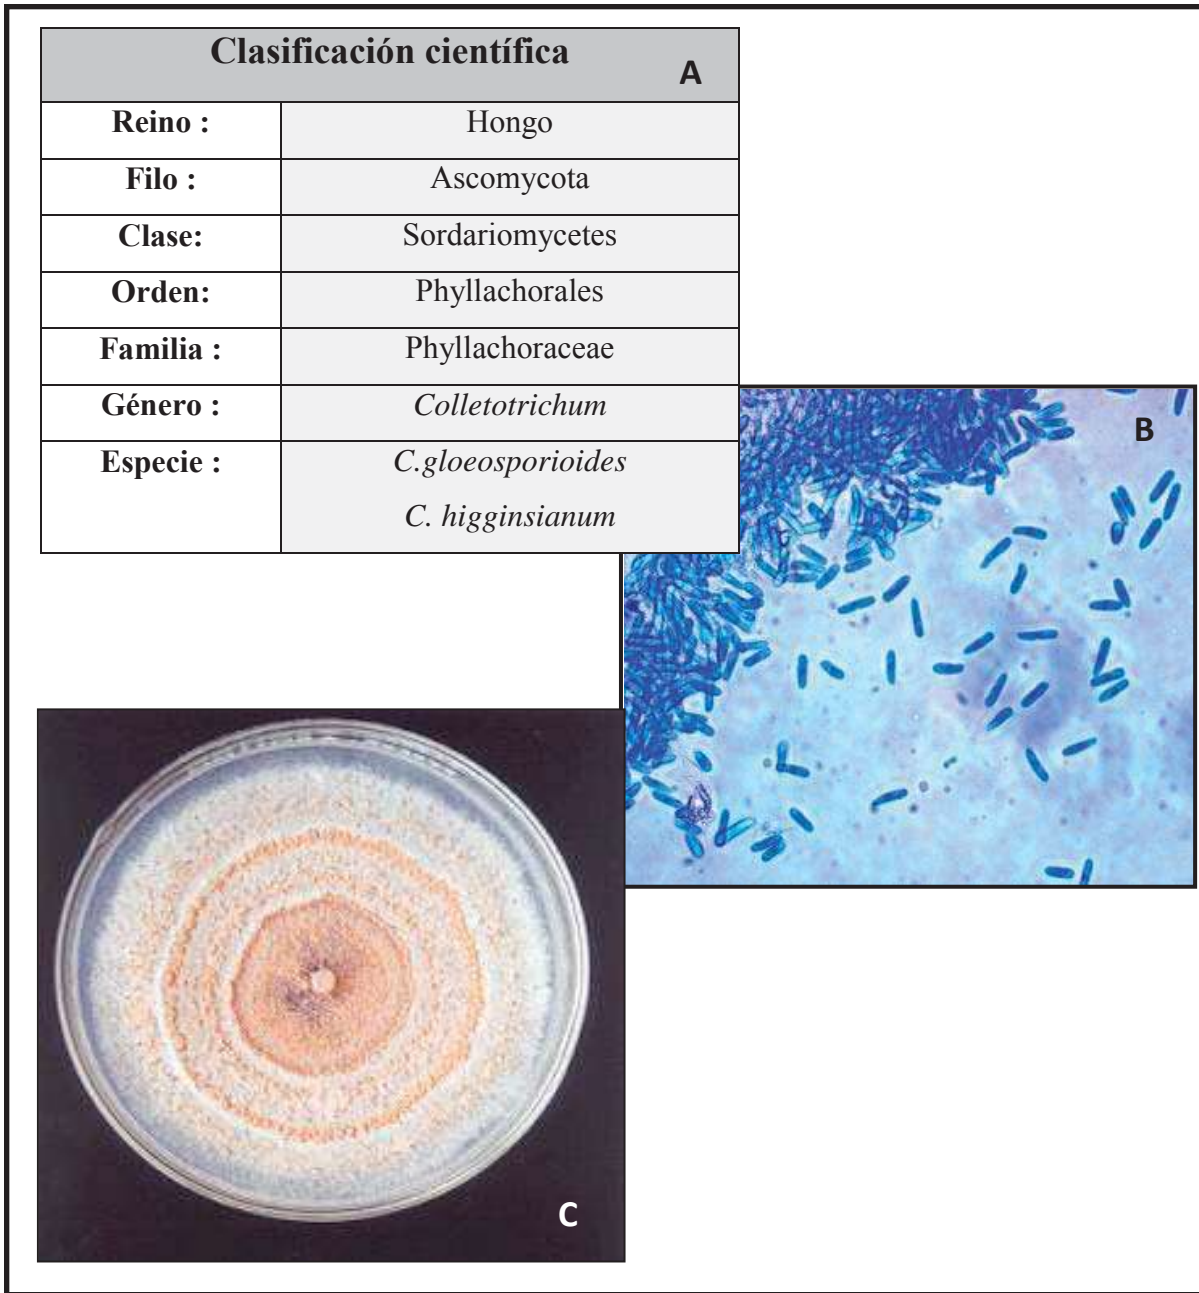 Clasificación científica
A
Reino : Hongo
Filo : Ascomycota
Clase: Sordariomycetes
Orden: Phyllachorales
Familia : Phyllachoraceae
Género : Colletotrichum
Especie : C.gloeosporioides
C. higginsianum
B
C